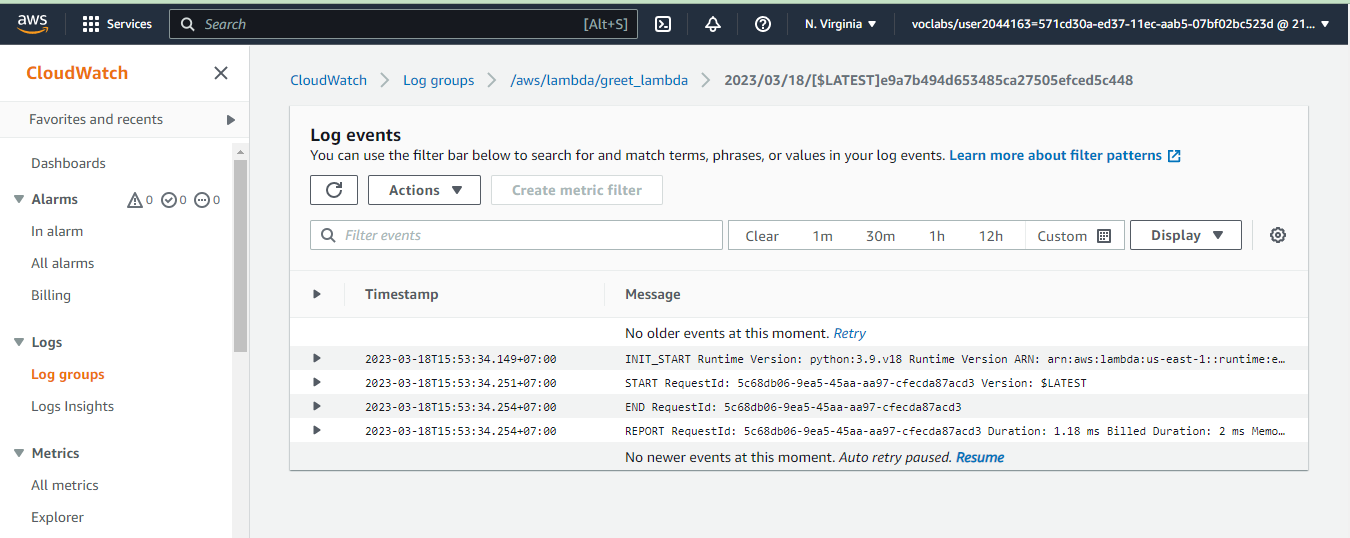 aws Services Search [Alt+S] N. Virginia voclabs/user2044163=571cd30a-ed37-11ec-aab5-07bf02bc523d @ 21...
CloudWatch
Favorites and recents
Dashboards
Alarms 0 0 0
In alarm
All alarms
Billing
Logs
Log groups
Logs Insights
Metrics
All metrics
Explorer
CloudWatch Log groups /aws/lambda/greet_lambda 2023/03/18/[$LATEST]e9a7b494d653485ca27505efced5c448
Log events
You can use the filter bar below to search for and match terms, phrases, or values in your log events. Learn more about filter patterns
Actions Create metric filter
Filter events Clear 1m 30m 1h 12h Custom Display
Timestamp Message
No older events at this moment. Retry
2023-03-18T15:53:34.149+07:00 INIT_START Runtime Version: python:3.9.v18 Runtime Version ARN: arn:aws:lambda:us-east-1::runtime:e...
2023-03-18T15:53:34.251+07:00 START RequestId: 5c68db06-9ea5-45aa-aa97-cfecda87acd3 Version: $LATEST
2023-03-18T15:53:34.254+07:00 END RequestId: 5c68db06-9ea5-45aa-aa97-cfecda87acd3
2023-03-18T15:53:34.254+07:00 REPORT RequestId: 5c68db06-9ea5-45aa-aa97-cfecda87acd3 Duration: 1.18 ms Billed Duration: 2 ms Memo...
No newer events at this moment. Auto retry paused. Resume